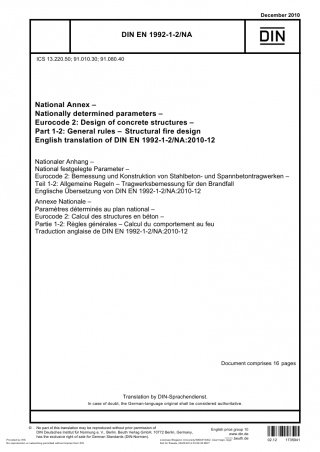 December 2010
DIN EN 1992-1-2/NA
DIN
ICS 13.220.50; 91.010.30; 91.080.40
National Annex –
Nationally determined parameters –
Eurocode 2: Design of concrete structures –
Part 1-2: General rules – Structural fire design
English translation of DIN EN 1992-1-2/NA:2010-12
Nationaler Anhang –
National festgelegte Parameter –
Eurocode 2: Bemessung und Konstruktion von Stahlbeton- und Spannbetontragwerken –
Teil 1-2: Allgemeine Regeln – Tragwerksbemessung für den Brandfall
Englische Übersetzung von DIN EN 1992-1-2/NA:2010-12
Annexe Nationale –
Paramètres déterminés au plan national –
Eurocode 2: Calcul des structures en béton –
Partie 1-2: Règles générales – Calcul du comportement au feu
Traduction anglaise de DIN EN 1992-1-2/NA:2010-12
Document comprises 16 pages
Translation by DIN-Sprachendienst.
In case of doubt, the German-language original shall be considered authoritative.
© No part of this translation may be reproduced without prior permission of
DIN Deutsches Institut für Normung e. V., Berlin. Beuth Verlag GmbH, 10772 Berlin, Germany,
has the exclusive right of sale for German Standards (DIN-Normen).
English price group 10
www.din.de
www.beuth.de
02.12